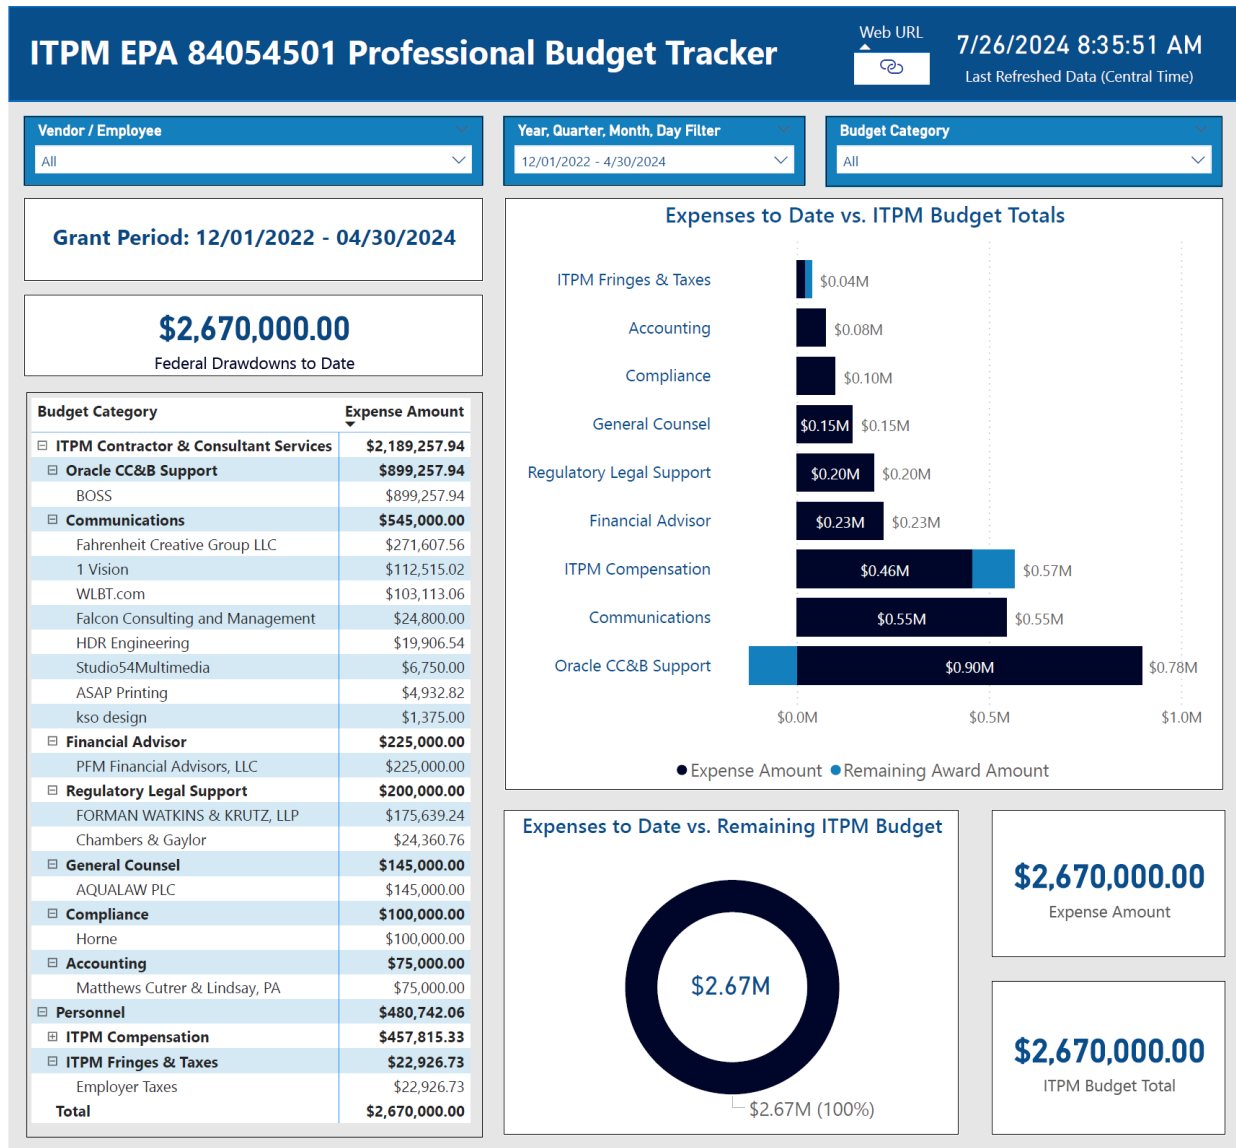 ITPM EPA 84054501 Professional Budget Tracker
Web URL
7/26/2024 8:35:51 AM
Last Refreshed Data (Central Time)
Vendor / Employee
All
Year, Quarter, Month, Day Filter
12/01/2022 - 4/30/2024
Budget Category
All
Grant Period: 12/01/2022 - 04/30/2024
$2,670,000.00
Federal Drawdowns to Date
Budget Category Expense Amount
ITPM Contractor & Consultant Services $2,189,257.94
Oracle CC&B Support $899,257.94
BOSS $899,257.94
Communications $545,000.00
Fahrenheit Creative Group LLC $271,607.56
1 Vision $112,515.02
WLBT.com $103,113.06
Falcon Consulting and Management $24,800.00
HDR Engineering $19,906.54
Studio54Multimedia $6,750.00
ASAP Printing $4,932.82
kso design $1,375.00
Financial Advisor $225,000.00
PFM Financial Advisors, LLC $225,000.00
Regulatory Legal Support $200,000.00
FORMAN WATKINS & KRUTZ, LLP $175,639.24
Chambers & Gaylor $24,360.76
General Counsel $145,000.00
AQUALAW PLC $145,000.00
Compliance $100,000.00
Horne $100,000.00
Accounting $75,000.00
Matthews Cutrer & Lindsay, PA $75,000.00
Personnel $480,742.06
ITPM Compensation $457,815.33
ITPM Fringes & Taxes $22,926.73
Employer Taxes $22,926.73
Total $2,670,000.00
Expenses to Date vs. ITPM Budget Totals
ITPM Fringes & Taxes $0.04M
Accounting $0.08M
Compliance $0.10M
General Counsel $0.15M $0.15M
Regulatory Legal Support $0.20M $0.20M
Financial Advisor $0.23M $0.23M
ITPM Compensation $0.46M $0.57M
Communications $0.55M $0.55M
Oracle CC&B Support $0.90M $0.78M
$0.0M $0.5M $1.0M
Expense Amount Remaining Award Amount
Expenses to Date vs. Remaining ITPM Budget
$2.67M
$2.67M (100%)
$2,670,000.00
Expense Amount
$2,670,000.00
ITPM Budget Total